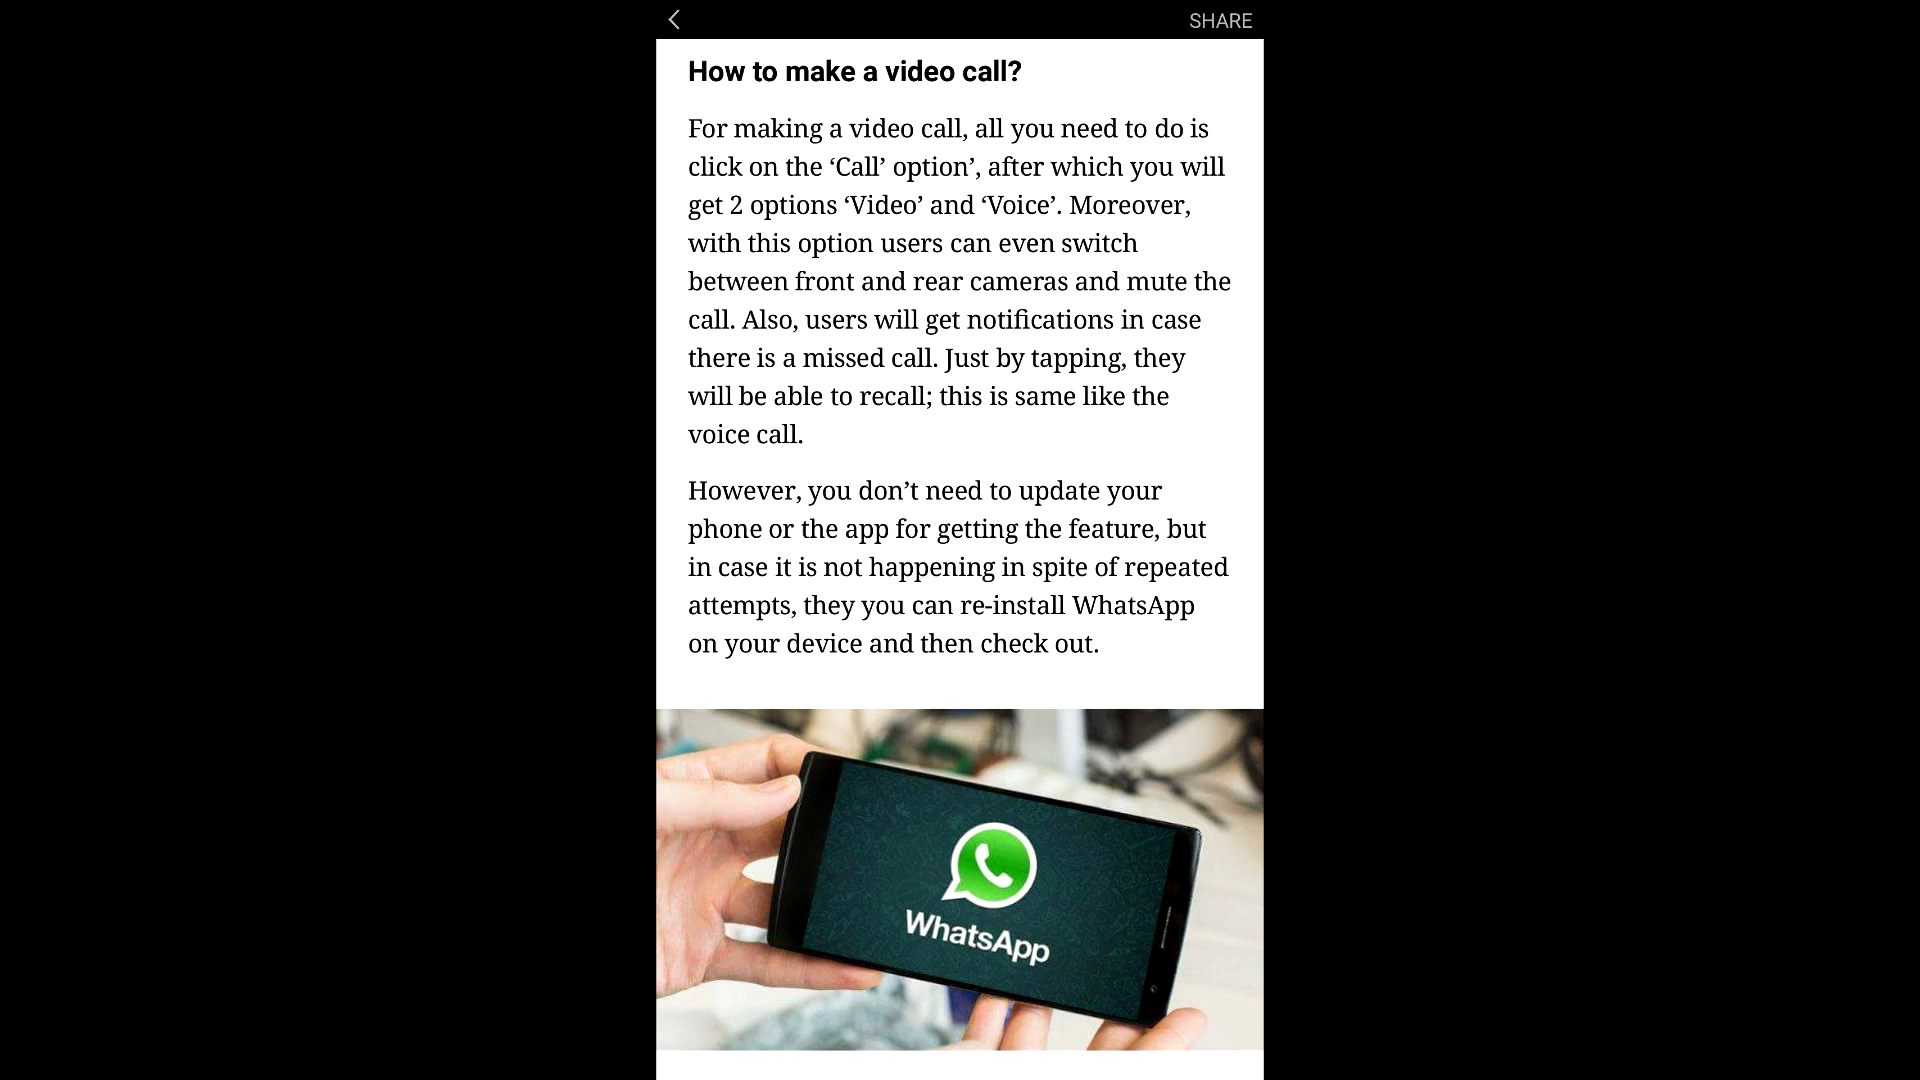 SHARE
How to make a video call?
For making a video call, all you need to do is
click on the ‘Call’ option’, after which you will
get 2 options ‘Video’ and ‘Voice’. Moreover,
with this option users can even switch
between front and rear cameras and mute the
call. Also, users will get notifications in case
there is a missed call. Just by tapping, they
will be able to recall; this is same like the
voice call.
However, you don’t need to update your
phone or the app for getting the feature, but
in case it is not happening in spite of repeated
attempts, they you can re-install WhatsApp
on your device and then check out.
WhatsApp